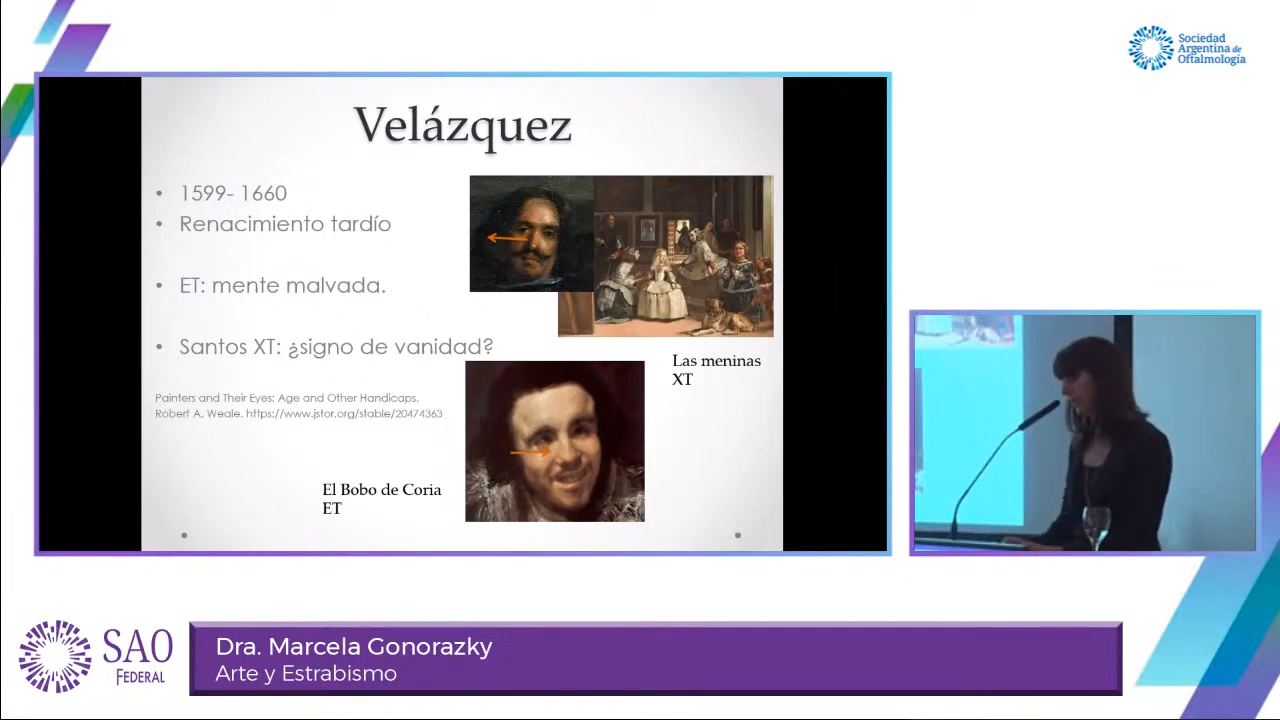 Sociedad
Argentina de
Oftalmología
Velázquez
• 1599- 1660
• Renacimiento tardío
• ET: mente malvada.
• Santos XT: ¿signo de vanidad?
Painters and Their Eyes: Age and Other Handicaps.
Robert A. Weale. https://www.jstor.org/stable/20474363
Las meninas
XT
El Bobo de Coria
ET
SAO
FEDERAL
Dra. Marcela Gonorazky
Arte y Estrabismo